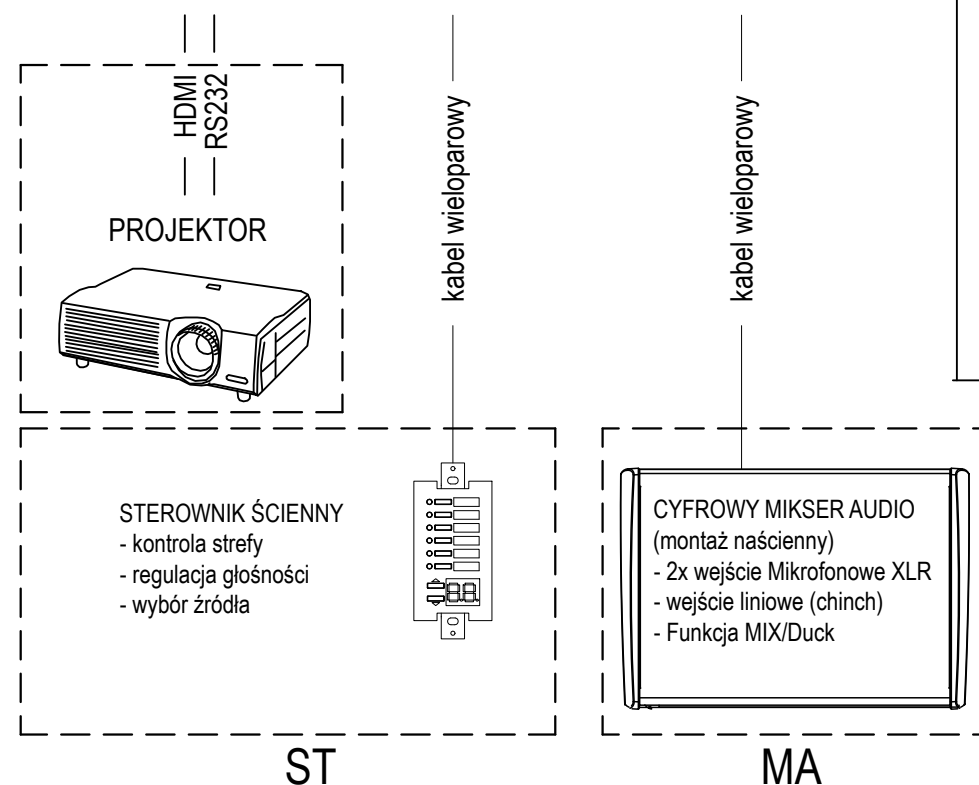 HDMI
RS232
PROJEKTOR
kabel wieloparowy
kabel wieloparowy
STEROWNIK ŚCIENNY
- kontrola strefy
- regulacja głośności
- wybór źródła
88
CYFROWY MIKSER AUDIO
(montaż naścienny)
- 2x wejście Mikrofonowe XLR
- wejście liniowe (chinch)
- Funkcja MIX/Duck
ST
MA